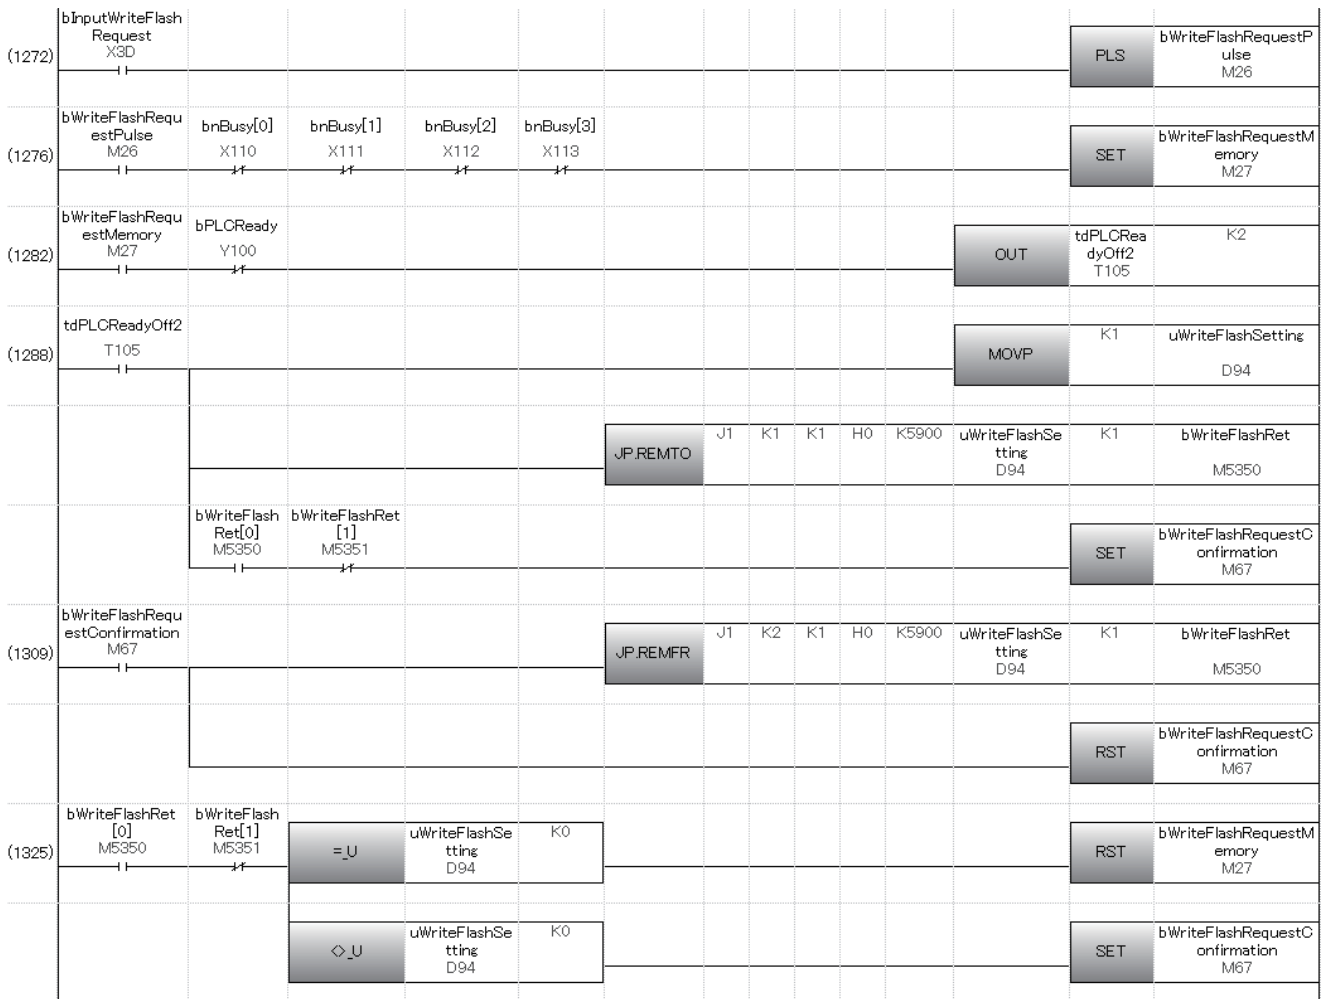 bInputWriteFlash
Request
X3D
(1272)
PLS
bWriteFlashRequestP
ulse
M26
bWriteFlashRequ
estPulse
M26
bnBusy[0]
X110
bnBusy[1]
X111
bnBusy[2]
X112
bnBusy[3]
X113
(1276)
SET
bWriteFlashRequestM
emory
M27
bWriteFlashRequ
estMemory
M27
bPLCReady
Y100
(1282)
OUT
tdPLCRea
dyOff2
T105
K2
tdPLCReadyOff2
T105
(1288)
MOVP
K1
uWriteFlashSetting
D94
JP.REMTO
J1
K1
K1
H0
K5900
uWriteFlashSe
tting
D94
K1
bWriteFlashRet
M5350
bWriteFlash
Ret[0]
M5350
bWriteFlashRet
[1]
M5351
SET
bWriteFlashRequestC
onfirmation
M67
bWriteFlashRequ
estConfirmation
M67
(1309)
JP.REMFR
J1
K2
K1
H0
K5900
uWriteFlashSe
tting
D94
K1
bWriteFlashRet
M5350
RST
bWriteFlashRequestC
onfirmation
M67
bWriteFlashRet
[0]
M5350
bWriteFlash
Ret[1]
M5351
(1325)
=_U
uWriteFlashSe
tting
D94
K0
RST
bWriteFlashRequestM
emory
M27
<>_U
uWriteFlashSe
tting
D94
K0
SET
bWriteFlashRequestC
onfirmation
M67